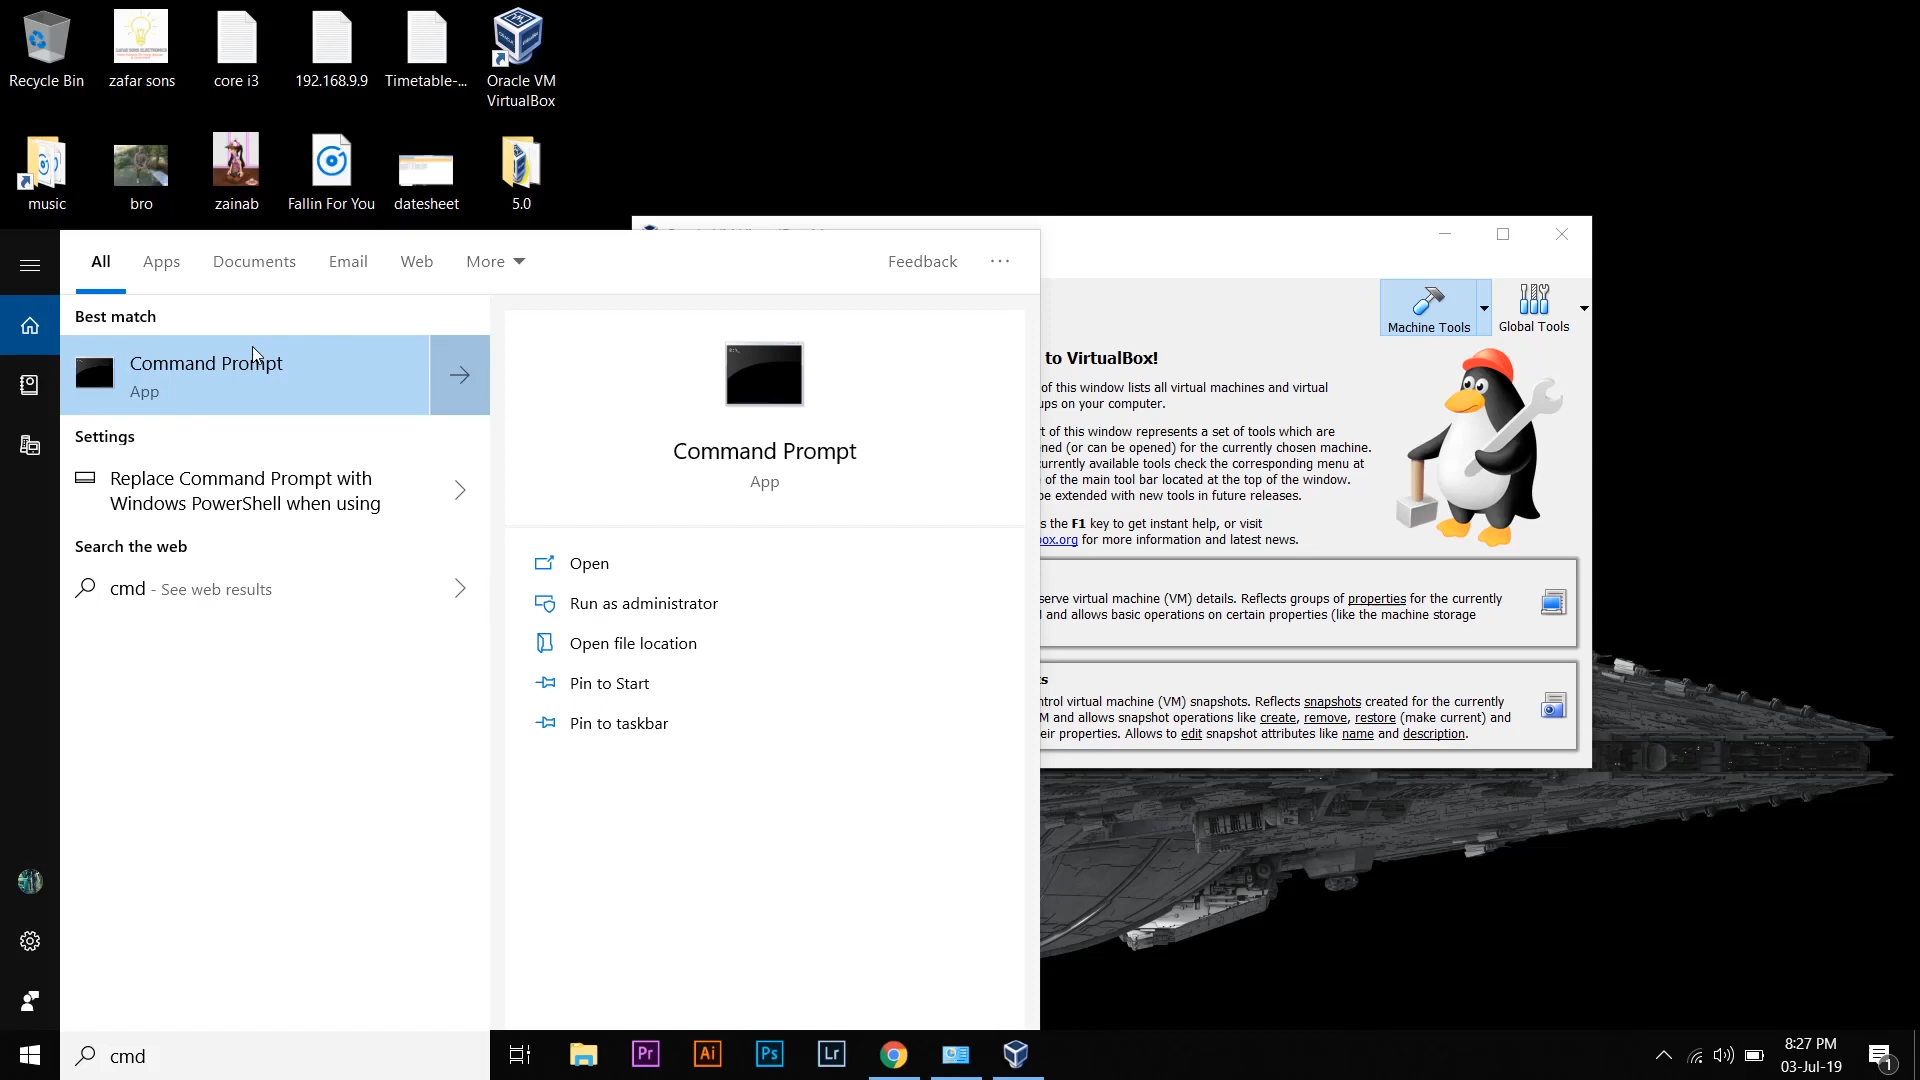 Recycle Bin
zafar sons
core i3
192.168.9.9
Timetable-...
Oracle VM
VirtualBox
music
bro
zainab
Fallin For You
datesheet
5.0
All
Apps
Documents
Email
Web
More
Feedback
Best match
Command Prompt
App
Settings
Replace Command Prompt with
Windows PowerShell when using
Search the web
cmd - See web results
Command Prompt
App
Open
Run as administrator
Open file location
Pin to Start
Pin to taskbar
Machine Tools
Global Tools
to VirtualBox!
of this window lists all virtual machines and virtual
ups on your computer.
t of this window represents a set of tools which are
ned (or can be opened) for the currently chosen machine.
urrently available tools check the corresponding menu at
of the main tool bar located at the top of the window.
be extended with new tools in future releases.
s the F1 key to get instant help, or visit
box.org for more information and latest news.
serve virtual machine (VM) details. Reflects groups of properties for the currently
and allows basic operations on certain properties (like the machine storage
ts
ntrol virtual machine (VM) snapshots. Reflects snapshots created for the currently
M and allows snapshot operations like create, remove, restore (make current) and
eir properties. Allows to edit snapshot attributes like name and description.
cmd
Pr
Ai
Ps
Lr
8:27 PM
03-Jul-19
1